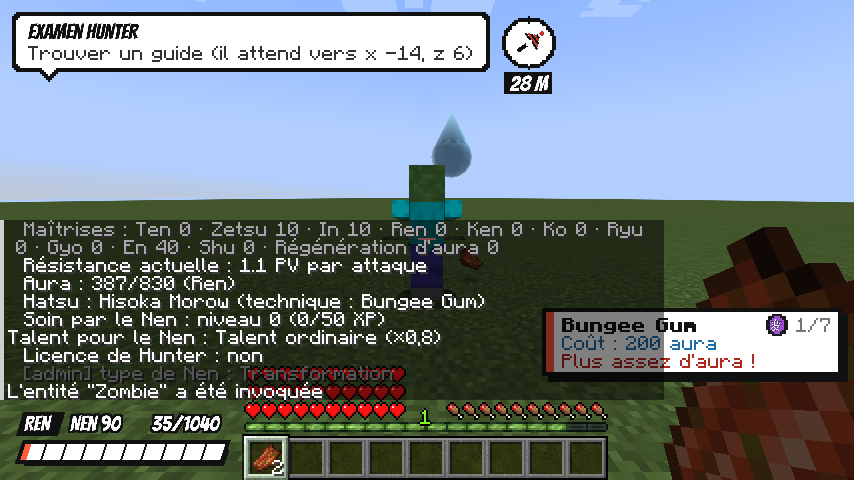 EXAMEN HUNTER
Trouver un guide (il attend vers x -14, z 6)
28 M
Maîtrises : Ten 0 · Zetsu 10 · In 10 · Ren 0 · Ken 0 · Ko 0 · Ryu
0 · Gyo 0 · En 40 · Shu 0 · Régénération d'aura 0
Résistance actuelle : 1.1 PV par attaque
Aura : 387/830 (Ren)
Hatsu : Hisoka Morow (technique : Bungee Gum)
Soin par le Nen : niveau 0 (0/50 XP)
Talent pour le Nen : Talent ordinaire (×0,8)
Licence de Hunter : non
[admin] type de Nen : Transformation
L'entité "Zombie" a été invoquée
Bungee Gum 1/7
Coût : 200 aura
Plus assez d'aura !
REN NEN 90 35/1040
1
2